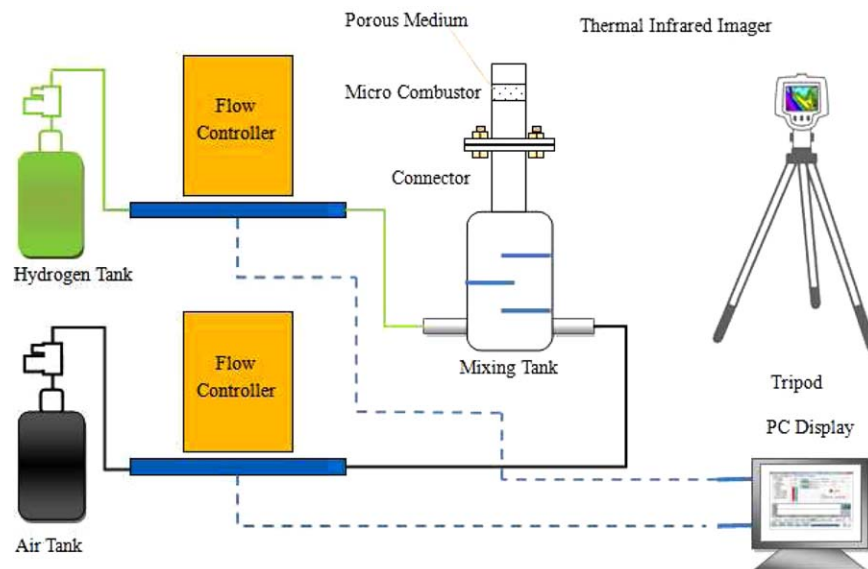 Porous Medium
Thermal Infrared Imager
Micro Combustor
Flow
Controller
Connector
Hydrogen Tank
Flow
Controller
Mixing Tank
Tripod
PC Display
Air Tank